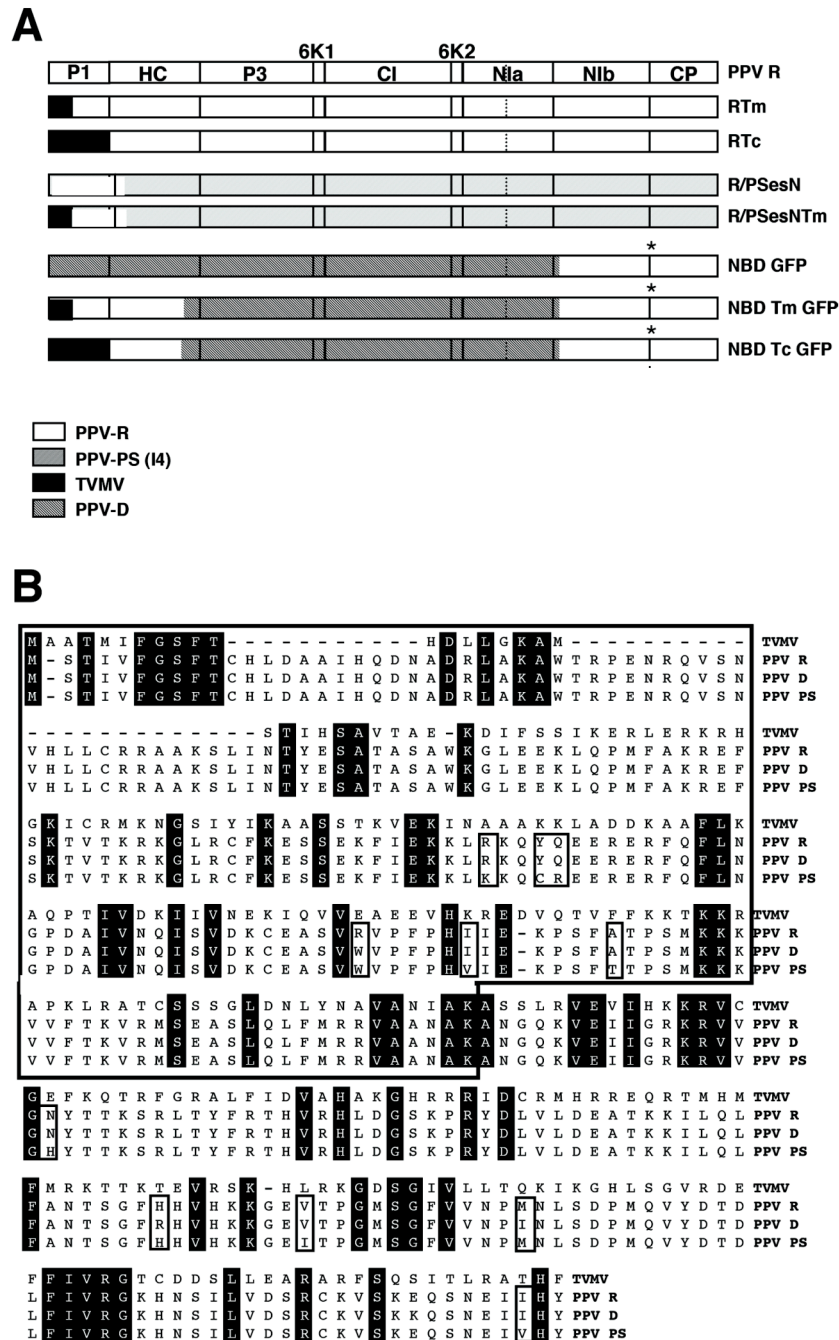 A
6K1 6K2
P1 HC P3 CI NIa NIb CP PPV R
RTm
RTc
R/PSesN
R/PSesNTm
*
NBD GFP
*
NBD Tm GFP
*
NBD Tc GFP
PPV-R
PPV-PS (I4)
TVMV
PPV-D
B
M A A T M I F G S F T - - - - - - - - - - - H D L L G K A M - - - - - - - - - - TVMV
M - S T I V F G S F T C H L D A A I H Q D N A D R L A K A W T R P E N R Q V S N PPV R
M - S T I V F G S F T C H L D A A I H Q D N A D R L A K A W T R P E N R Q V S N PPV D
M - S T I V F G S F T C H L D A A I H Q D N A D R L A K A W T R P E N R Q V S N PPV PS
- - - - - - - - - - - - - S T I H S A V T A E - K D I F S S I K E R L E R K R H TVMV
V H L L C R R A A K S L I N T Y E S A T A S A W K G L E E K L Q P M F A K R E F PPV R
V H L L C R R A A K S L I N T Y E S A T A S A W K G L E E K L Q P M F A K R E F PPV D
V H L L C R R A A K S L I N T Y E S A T A S A W K G L E E K L Q P M F A K R E F PPV PS
G K I C R M K N G S I Y I K A A S S T K V E K I N A A A K K L A D D K A A F L K TVMV
S K T V T K R K G L R C F K E S S E K F I E K K L R K Q Y Q E E R E R F Q F L N PPV R
S K T V T K R K G L R C F K E S S E K F I E K K L R K Q Y Q E E R E R F Q F L N PPV D
S K T V T K R K G L R C F K E S S E K F I E K K L K K Q C R E E R E R F Q F L N PPV PS
A Q P T I V D K I I V N E K I Q V V E A E E V H K R E D V Q T V F F K K T K K R TVMV
G P D A I V N Q I S V D K C E A S V R V P F P H I I E - K P S F A T P S M K K K PPV R
G P D A I V N Q I S V D K C E A S V W V P F P H I I E - K P S F A T P S M K K K PPV D
G P D A I V N Q I S V D K C E A S V W V P F P H V I E - K P S F T T P S M K K K PPV PS
A P K L R A T C S S S G L D N L Y N A V A N I A K A S S L R V E V I H K K R V C TVMV
V V F T K V R M S E A S L Q L F M R R V A A N A K A N G Q K V E I I G R K R V V PPV R
V V F T K V R M S E A S L Q L F M R R V A A N A K A N G Q K V E I I G R K R V V PPV D
V V F T K V R M S E A S L Q L F M R R V A A N A K A N G Q K V E I I G R K R V V PPV PS
G E F K Q T R F G R A L F I D V A H A K G H R R R I D C R M H R R E Q R T M H M TVMV
G N Y T T K S R L T Y F R T H V R H L D G S K P R Y D L V L D E A T K K I L Q L PPV R
G N Y T T K S R L T Y F R T H V R H L D G S K P R Y D L V L D E A T K K I L Q L PPV D
G H Y T T K S R L T Y F R T H V R H L D G S K P R Y D L V L D E A T K K I L Q L PPV PS
F M R K T T K T E V R S K - H L R K G D S G I V L L T Q K I K G H L S G V R D E TVMV
F A N T S G F H H V H K K G E V T P G M S G F V V N P M N L S D P M Q V Y D T D PPV R
F A N T S G F R H V H K K G E V T P G M S G F V V N P I N L S D P M Q V Y D T D PPV D
F A N T S G F H H V H K K G E I T P G M S G F V V N P M N L S D P M Q V Y D T D PPV PS
F F I V R G T C D D S L L E A R A R F S Q S I T L R A T H F TVMV
L F I V R G K H N S I L V D S R C K V S K E Q S N E I I H Y PPV R
L F I V R G K H N S I L V D S R C K V S K E Q S N E I I H Y PPV D
L F I V R G K H N S I L V D S R C K V S K E Q S N E I V H Y PPV PS